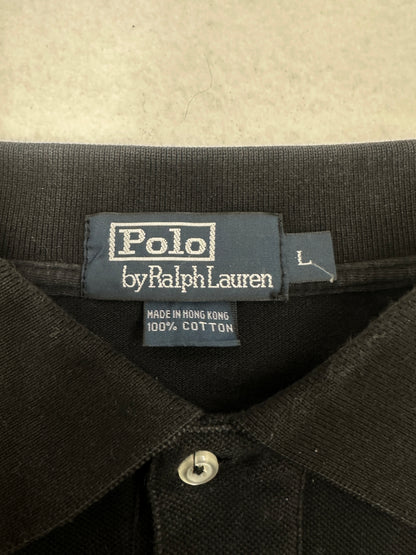 Polo
by Ralph Lauren
L
MADE IN HONG KONG
100% COTTON